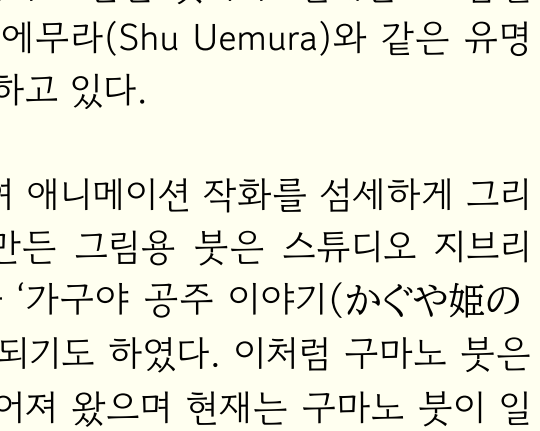 에무라(Shu Uemura)와 같은 유명
하고 있다.
여 애니메이션 작화를 섬세하게 그리
만든 그림용 붓은 스튜디오 지브리
‘가구야 공주 이야기(かぐや姫の
되기도 하였다. 이처럼 구마노 붓은
어져 왔으며 현재는 구마노 붓이 일